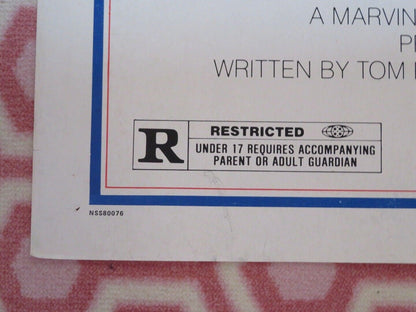 A MARVIN
WRITTEN BY TOM
R
RESTRICTED
UNDER 17 REQUIRES ACCOMPANYING
PARENT OR ADULT GUARDIAN
NSS80076